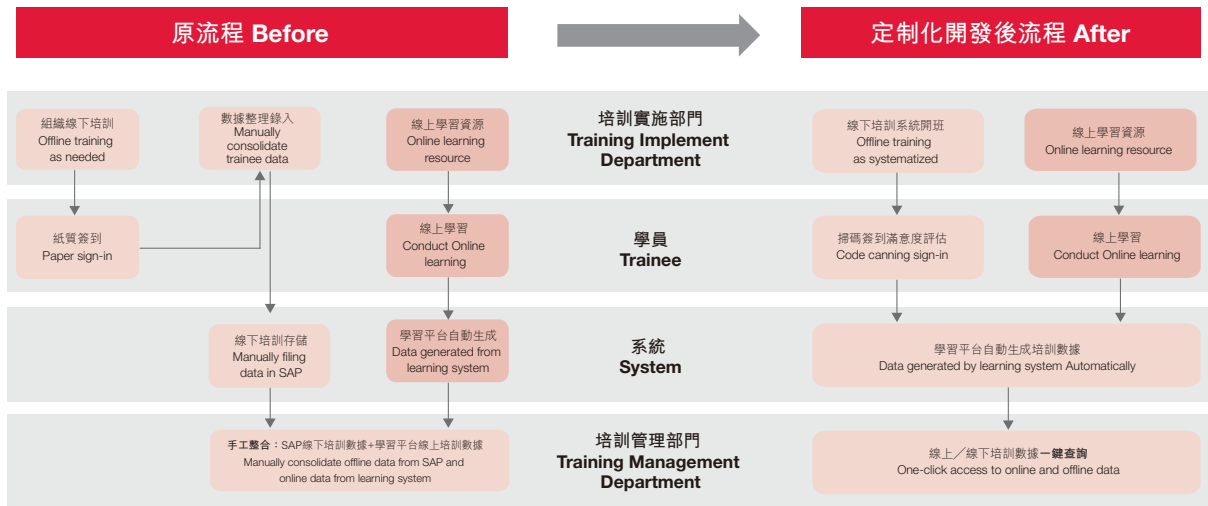 原流程 Before
定制化開發後流程 After
組織線下培訓
Offline training
as needed
數據整理錄入
Manually
consolidate
trainee data
線上學習資源
Online learning
resource
培訓實施部門
Training Implement
Department
線下培訓系統開班
Offline training
as systematized
線上學習資源
Online learning resource
紙質簽到
Paper sign-in
線上學習
Conduct Online
learning
學員
Trainee
掃碼簽到滿意度評估
Code canning sign-in
線上學習
Conduct Online learning
線下培訓存儲
Manually filing
data in SAP
學習平台自動生成
Data generated from
learning system
系統
System
學習平台自動生成培訓數據
Data generated by learning system Automatically
手工整合：SAP線下培訓數據+學習平台線上培訓數據
Manually consolidate offline data from SAP and
online data from learning system
培訓管理部門
Training Management
Department
線上／線下培訓數據一鍵查詢
One-click access to online and offline data